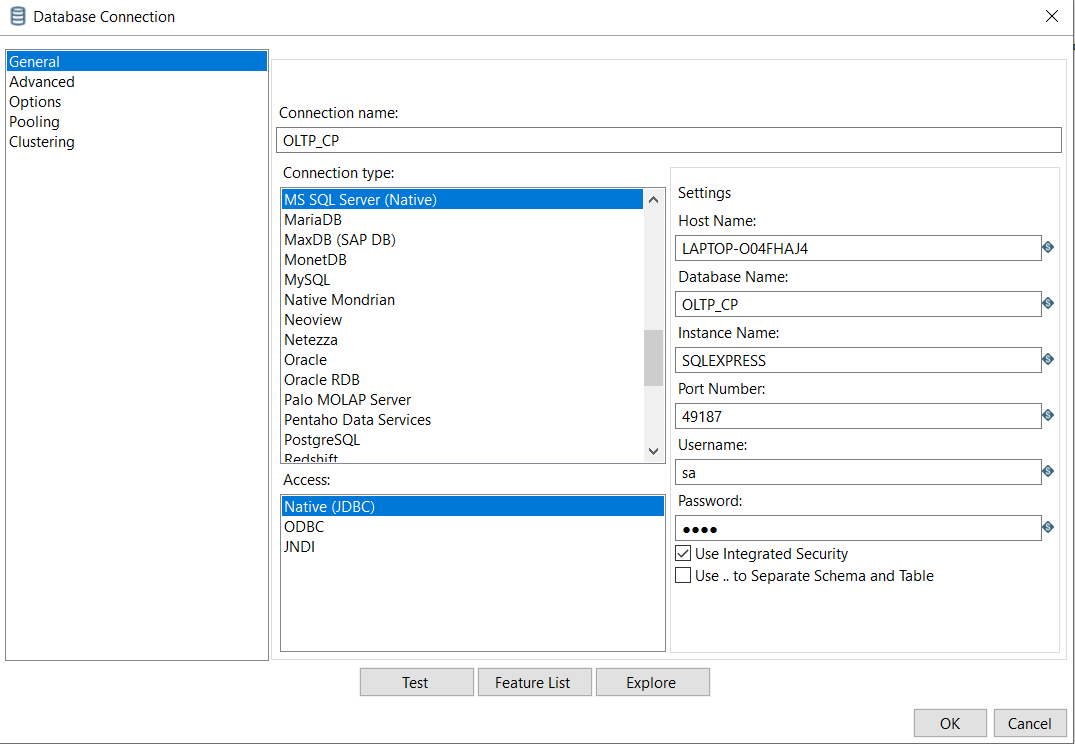 Database Connection
General
Advanced
Options
Pooling
Clustering
Connection name:
OLTP_CP
Connection type:
MS SQL Server (Native)
MariaDB
MaxDB (SAP DB)
MonetDB
MySQL
Native Mondrian
Neoview
Netezza
Oracle
Oracle RDB
Palo MOLAP Server
Pentaho Data Services
PostgreSQL
Redshift
Access:
Native (JDBC)
ODBC
JNDI
Settings
Host Name:
LAPTOP-O04FHAJ4
Database Name:
OLTP_CP
Instance Name:
SQLEXPRESS
Port Number:
49187
Username:
sa
Password:
●●●●
Use Integrated Security
Use .. to Separate Schema and Table
Test
Feature List
Explore
OK
Cancel